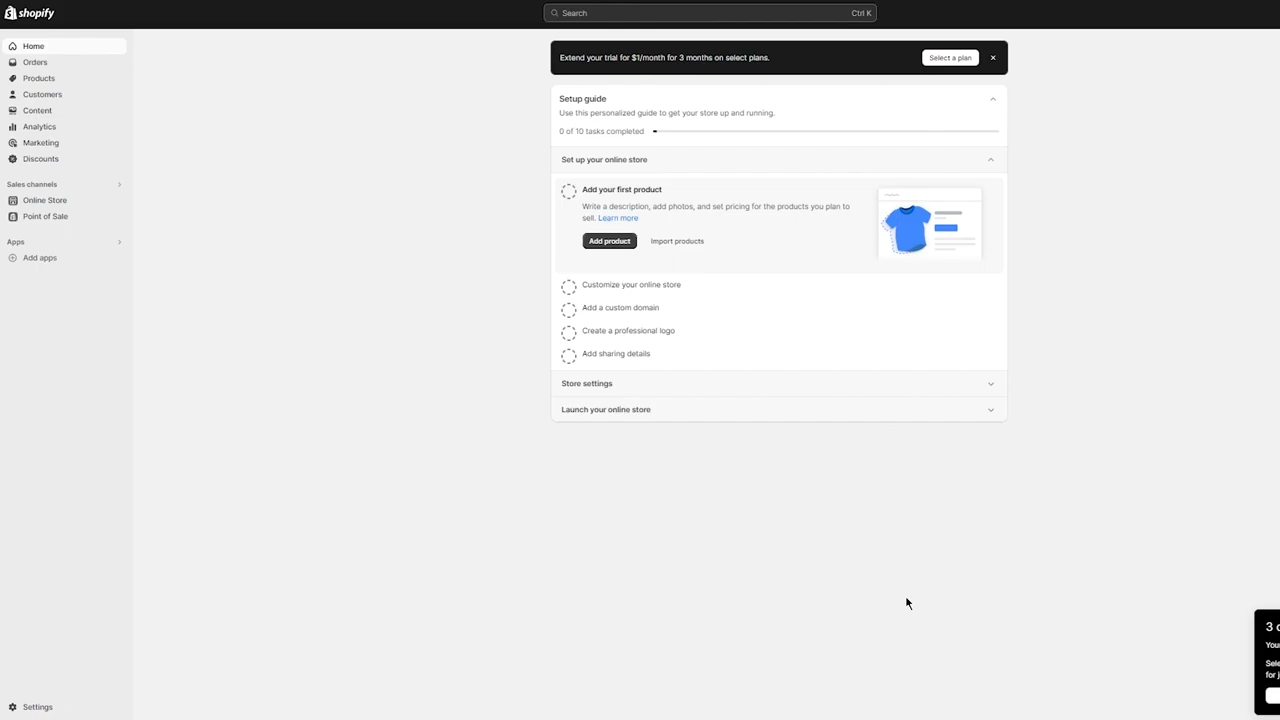 shopify
Search
Ctrl K
Home
Orders
Products
Customers
Content
Analytics
Marketing
Discounts
Sales channels
Online Store
Point of Sale
Apps
Add apps
Settings
Extend your trial for $1/month for 3 months on select plans.
Select a plan
Setup guide
Use this personalized guide to get your store up and running.
0 of 10 tasks completed
Set up your online store
Add your first product
Write a description, add photos, and set pricing for the products you plan to
sell. Learn more
Add product
Import products
Customize your online store
Add a custom domain
Create a professional logo
Add sharing details
Store settings
Launch your online store
3
for